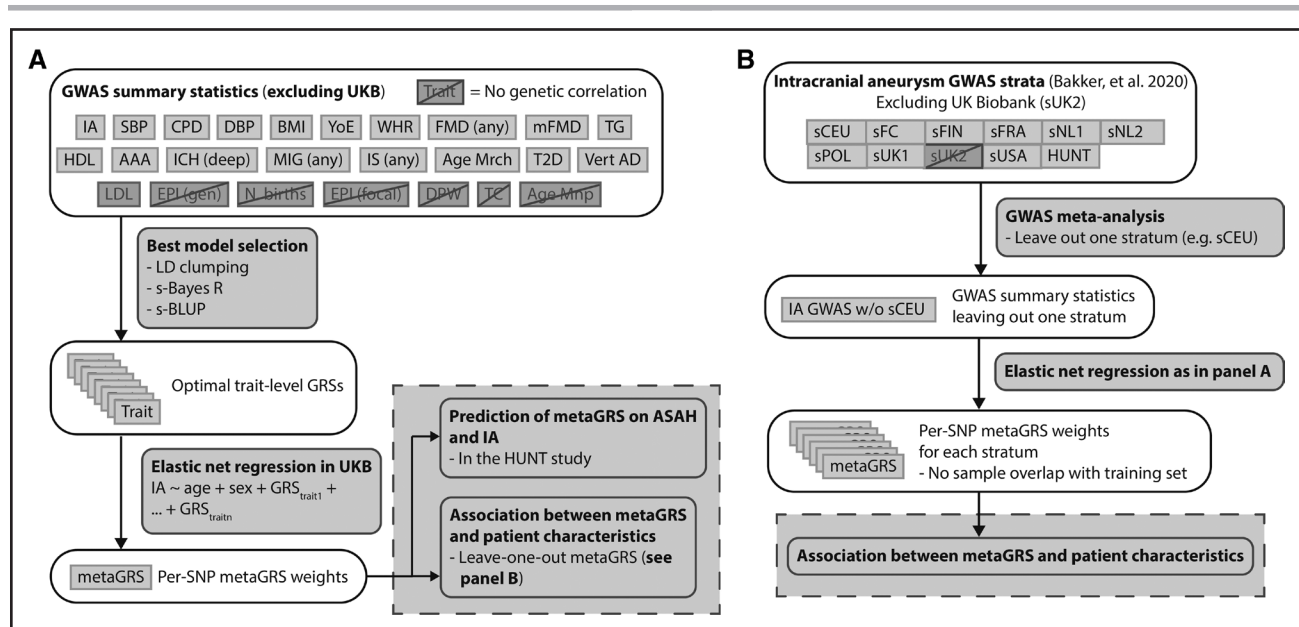 A
GWAS summary statistics (excluding UKB)
Trait = No genetic correlation
IA SBP CPD DBP BMI YoE WHR FMD (any) mFMD TG
HDL AAA ICH (deep) MIG (any) IS (any) Age Mrch T2D Vert AD
LDL EPI (gen) N births EPI (focal) DPW TC Age Mnp
Best model selection
- LD clumping
- s-Bayes R
- s-BLUP
Optimal trait-level GRSs
Trait
Elastic net regression in UKB
IA ~ age + sex + GRStrait1 +
... + GRStraitn
metaGRS Per-SNP metaGRS weights
Prediction of metaGRS on ASAH
and IA
- In the HUNT study
Association between metaGRS
and patient characteristics
- Leave-one-out metaGRS (see
panel B)
B
Intracranial aneurysm GWAS strata (Bakker, et al. 2020)
Excluding UK Biobank (sUK2)
sCEU sFC sFIN sFRA sNL1 sNL2
sPOL sUK1 sUK2 sUSA HUNT
GWAS meta-analysis
- Leave out one stratum (e.g. sCEU)
IA GWAS w/o sCEU
GWAS summary statistics
leaving out one stratum
Elastic net regression as in panel A
metaGRS
Per-SNP metaGRS weights
for each stratum
- No sample overlap with training set
Association between metaGRS and patient characteristics